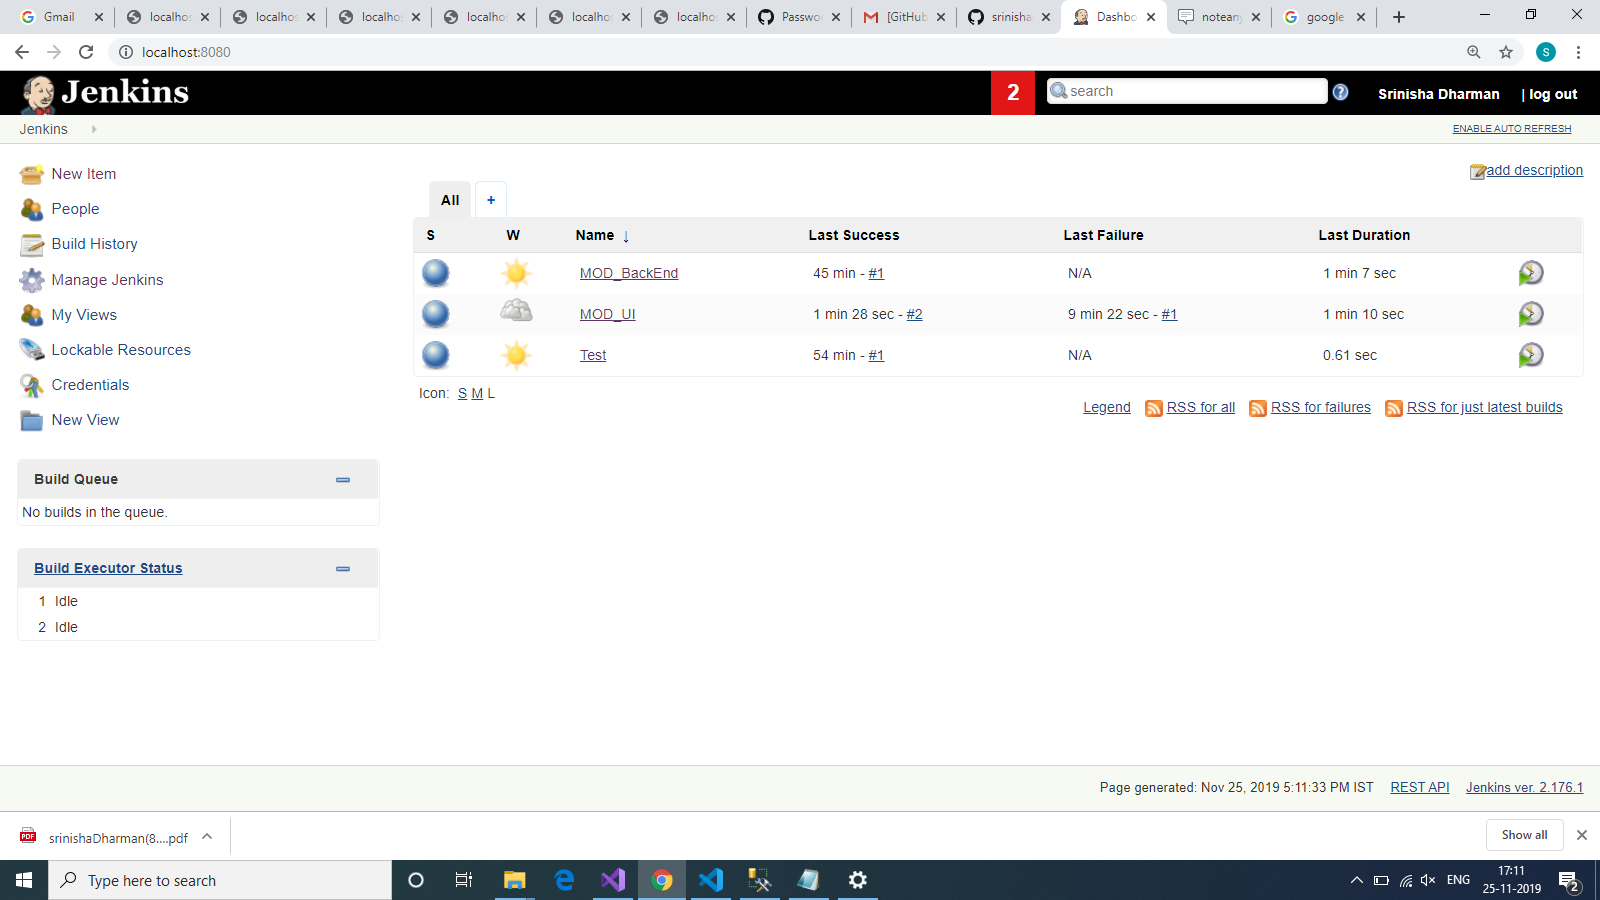 Gmail
localhos
localhos
localhos
localhos
localhos
localhos
Passwor
[GitHub
srinisha
Dashbo
noteany
google
localhost:8080
S
Jenkins
2
search
Srinisha Dharman
| log out
Jenkins
ENABLE AUTO REFRESH
New Item
People
Build History
Manage Jenkins
My Views
Lockable Resources
Credentials
New View
add description
All
+
S W Name ↓ Last Success Last Failure Last Duration
MOD_BackEnd 45 min - #1 N/A 1 min 7 sec
MOD_UI 1 min 28 sec - #2 9 min 22 sec - #1 1 min 10 sec
Test 54 min - #1 N/A 0.61 sec
Icon: S M L
Legend RSS for all RSS for failures RSS for just latest builds
Build Queue
No builds in the queue.
Build Executor Status
1 Idle
2 Idle
Page generated: Nov 25, 2019 5:11:33 PM IST REST API Jenkins ver. 2.176.1
PDF
srinishaDharman(8....pdf
Show all
Type here to search
ENG
17:11
25-11-2019
2